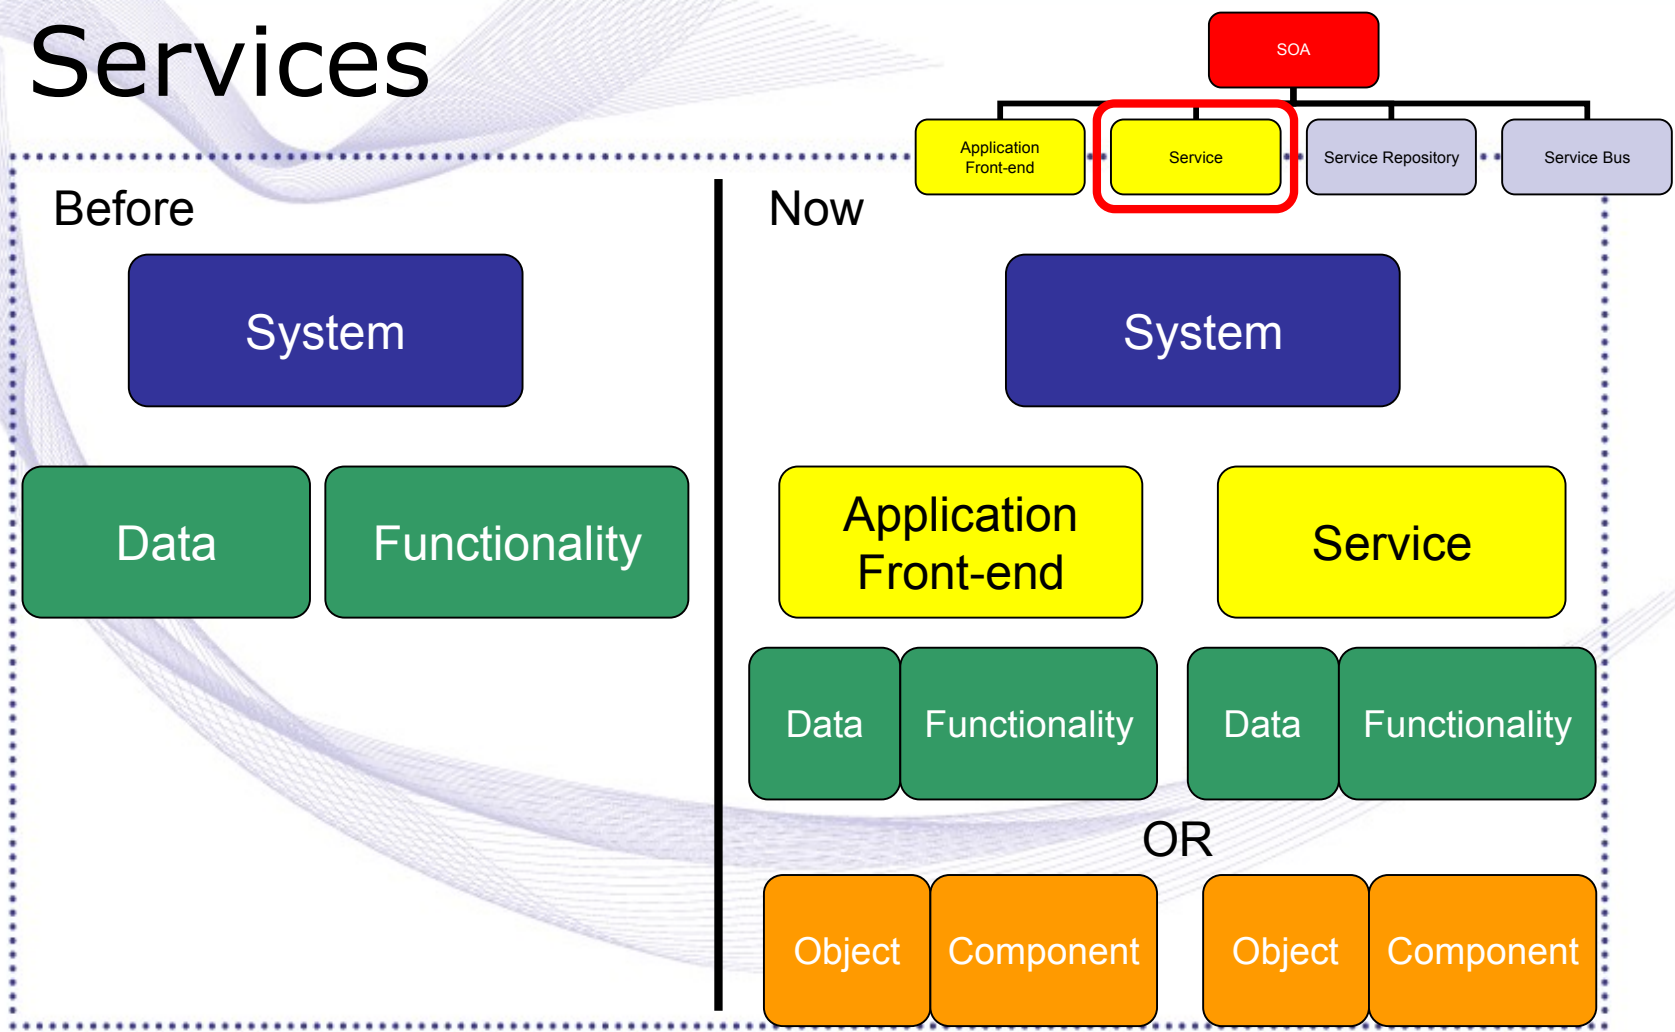 Services
SOA
Application
Front-end
Service
Service Repository
Service Bus
Before
Now
System
System
Data
Functionality
Application
Front-end
Service
Data
Functionality
Data
Functionality
OR
Object
Component
Object
Component